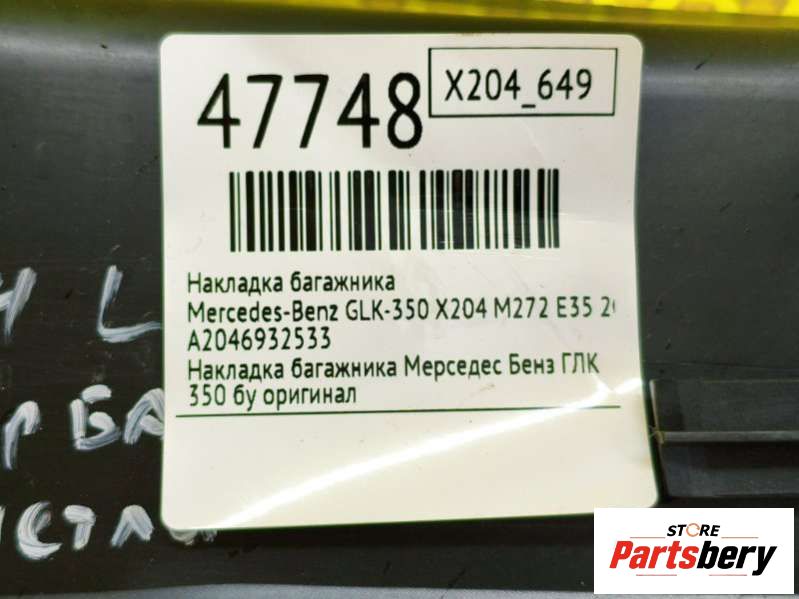 47748
X204_649
Накладка багажника
Mercedes-Benz GLK-350 X204 M272 E35
A2046932533
Накладка багажника Мерседес Бенз ГЛК
350 бу оригинал
L
STORE
Partsbery